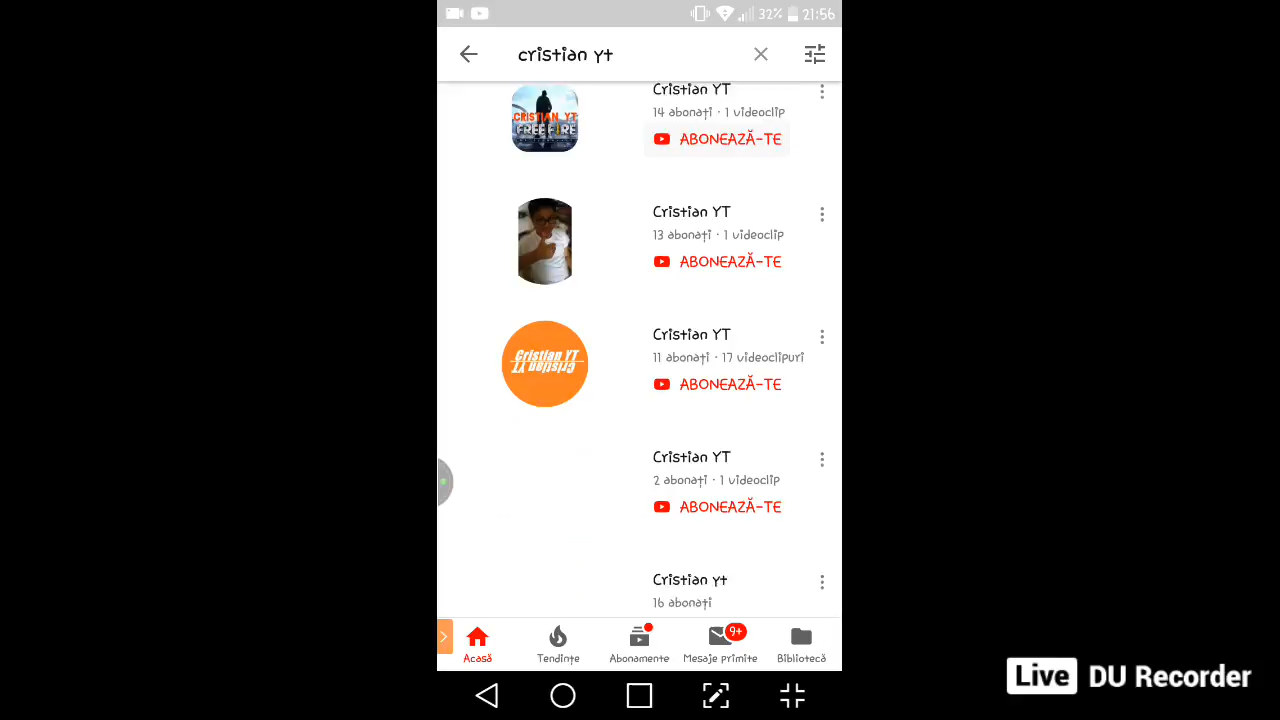 32% 21:56
cristian yt
Cristian YT
14 abonați · 1 videoclip
ABONEAZĂ-TE
CRISTIAN YT
FREE FIRE
Cristian YT
13 abonați · 1 videoclip
ABONEAZĂ-TE
Cristian YT
11 abonați · 17 videoclipuri
ABONEAZĂ-TE
Cristian YT
Cristian YT
Cristian YT
2 abonați · 1 videoclip
ABONEAZĂ-TE
Cristian yt
16 abonați
9+
Acasă Tendințe Abonamente Mesaje primite Bibliotecă
Live DU Recorder